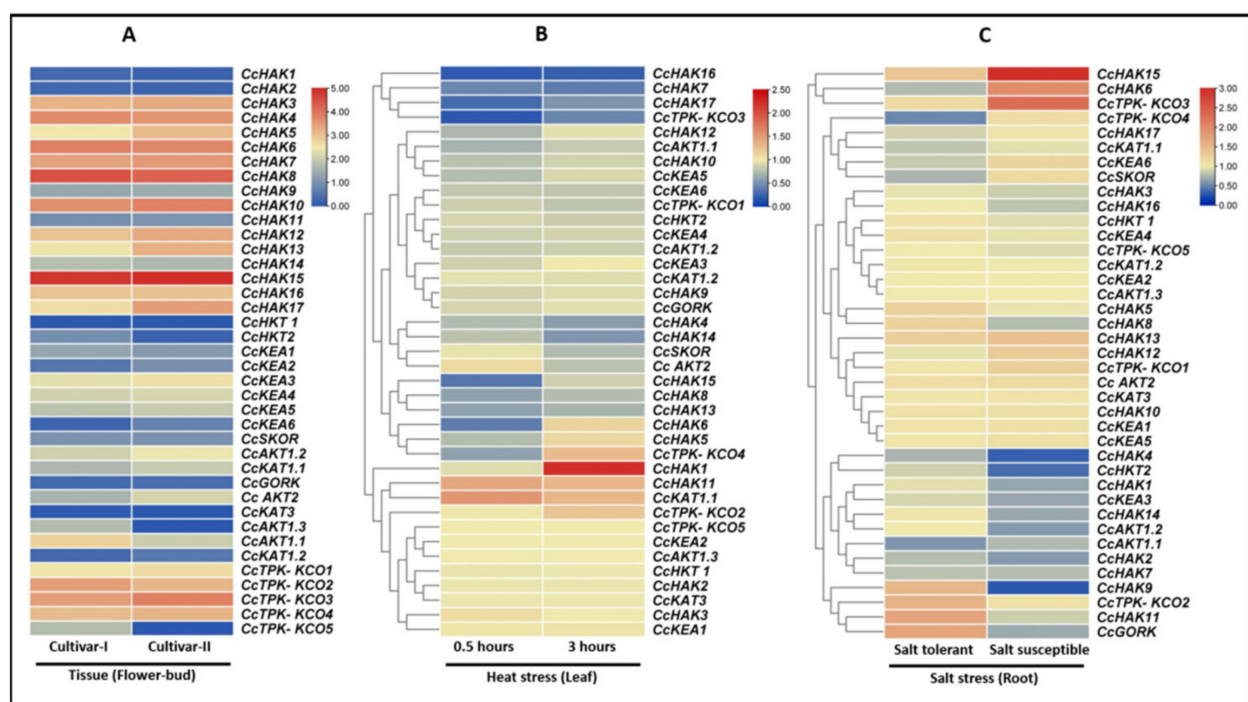 A
B
C
CcHAK1
CcHAK2
CcHAK3
CcHAK4
CcHAK5
CcHAK6
CcHAK7
CcHAK8
CcHAK9
CcHAK10
CcHAK11
CcHAK12
CcHAK13
CcHAK14
CcHAK15
CcHAK16
CcHAK17
CcHKT 1
CcHKT2
CcKEA1
CcKEA2
CcKEA3
CcKEA4
CcKEA5
CcKEA6
CcSKOR
CcAKT1.2
CcKAT1.1
CcGORK
Cc AKT2
CcKAT3
CcAKT1.3
CcAKT1.1
CcKAT1.2
CcTPK- KCO1
CcTPK- KCO2
CcTPK- KCO3
CcTPK- KCO4
CcTPK- KCO5
5.00
4.00
3.00
2.00
1.00
0.00
Cultivar-I Cultivar-II
Tissue (Flower-bud)
CcHAK16
CcHAK7
CcHAK17
CcTPK- KCO3
CcHAK12
CcAKT1.1
CcHAK10
CcKEA5
CcKEA6
CcTPK- KCO1
CcHKT2
CcKEA4
CcAKT1.2
CcKEA3
CcKAT1.2
CcHAK9
CcGORK
CcHAK4
CcHAK14
CcSKOR
Cc AKT2
CcHAK15
CcHAK8
CcHAK13
CcHAK6
CcHAK5
CcTPK- KCO4
CcHAK1
CcHAK11
CcKAT1.1
CcTPK- KCO2
CcTPK- KCO5
CcKEA2
CcAKT1.3
CcHKT 1
CcHAK2
CcKAT3
CcHAK3
CcKEA1
2.50
2.00
1.50
1.00
0.50
0.00
0.5 hours 3 hours
Heat stress (Leaf)
CcHAK15
CcHAK6
CcTPK- KCO3
CcTPK- KCO4
CcHAK17
CcKAT1.1
CcKEA6
CcSKOR
CcHAK3
CcHAK16
CcHKT 1
CcKEA4
CcTPK- KCO5
CcKAT1.2
CcKEA2
CcAKT1.3
CcHAK5
CcHAK8
CcHAK13
CcHAK12
CcTPK- KCO1
Cc AKT2
CcKAT3
CcHAK10
CcKEA1
CcKEA5
CcHAK4
CcHKT2
CcHAK1
CcKEA3
CcHAK14
CcAKT1.2
CcAKT1.1
CcHAK2
CcHAK7
CcHAK9
CcTPK- KCO2
CcHAK11
CcGORK
3.00
2.50
2.00
1.50
1.00
0.50
0.00
Salt tolerant Salt susceptible
Salt stress (Root)